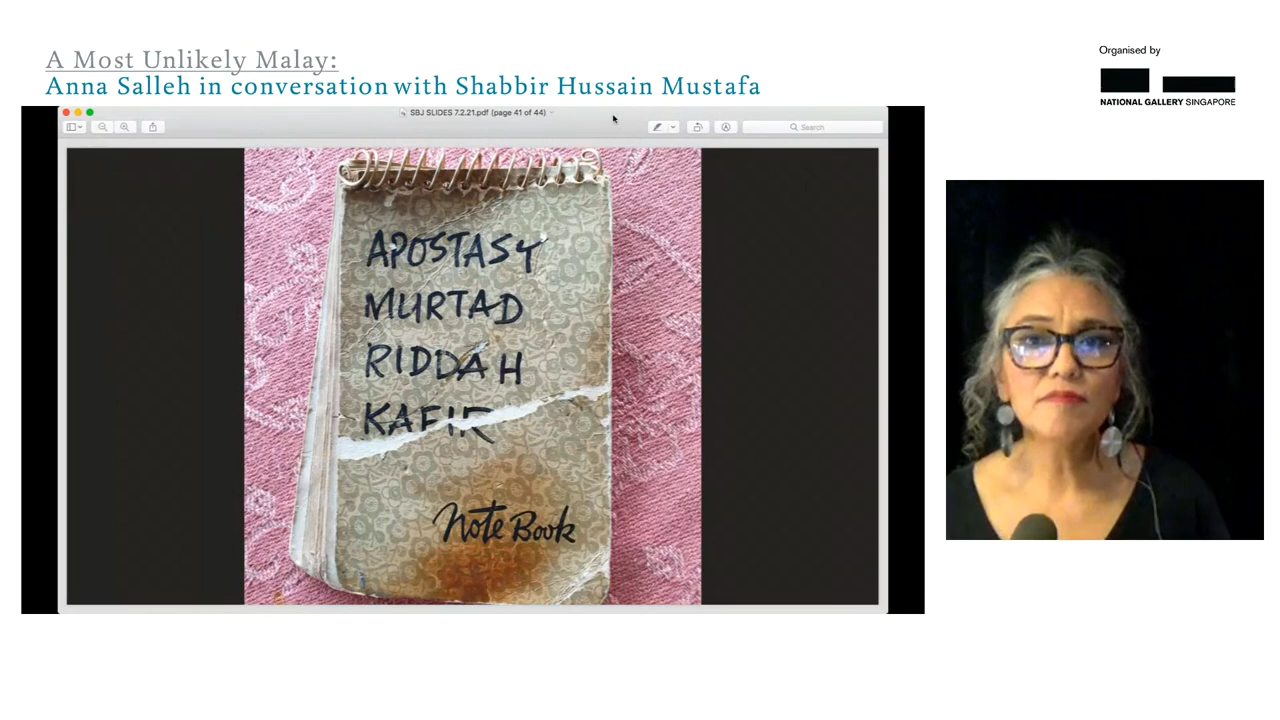 A Most Unlikely Malay:
Anna Salleh in conversation with Shabbir Hussain Mustafa
Organised by
NATIONAL GALLERY SINGAPORE
SBJ SLIDES 7.2.21.pdf (page 41 of 44)
Search
APOSTASY
MURTAD
RIDDAH
KAFIR
Note Book